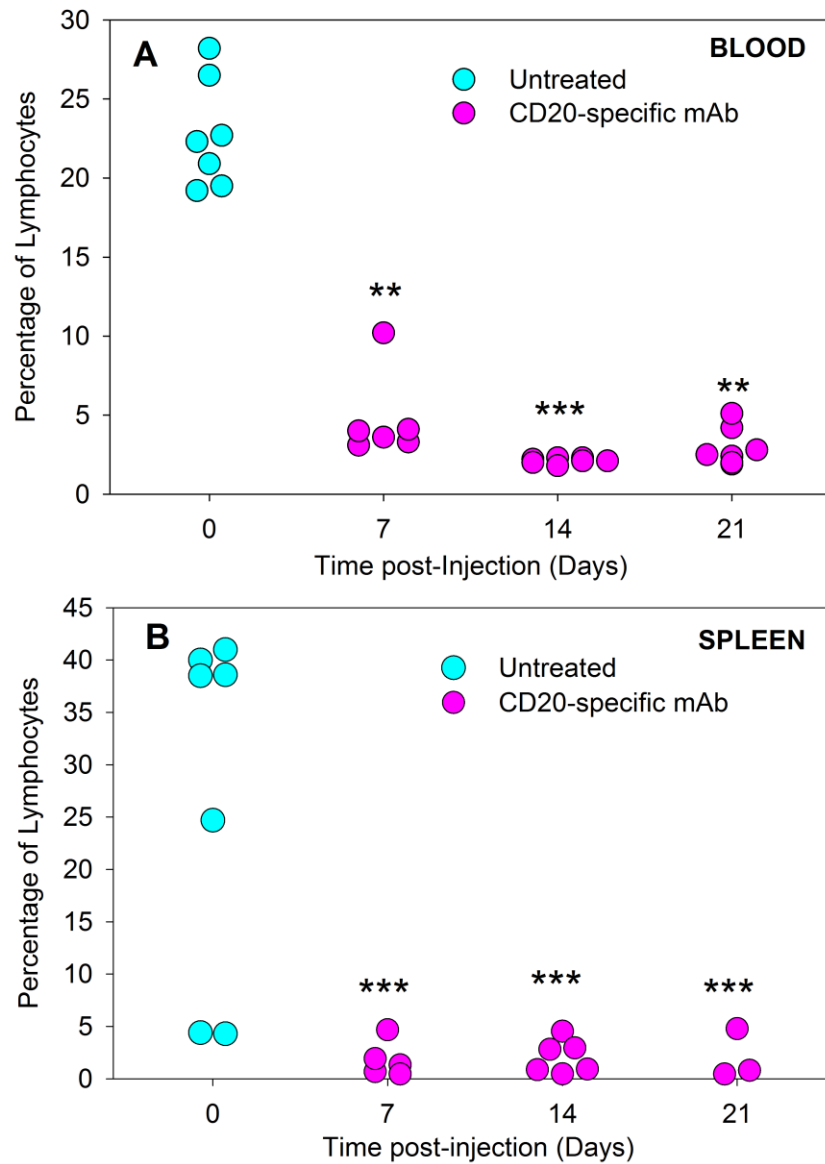 A
BLOOD
Untreated
CD20-specific mAb
Percentage of Lymphocytes
30
25
20
15
10
5
0
**
***
**
0 7 14 21
Time post-Injection (Days)
B
SPLEEN
Untreated
CD20-specific mAb
Percentage of Lymphocytes
45
40
35
30
25
20
15
10
5
0
***
***
***
0 7 14 21
Time post-injection (Days)